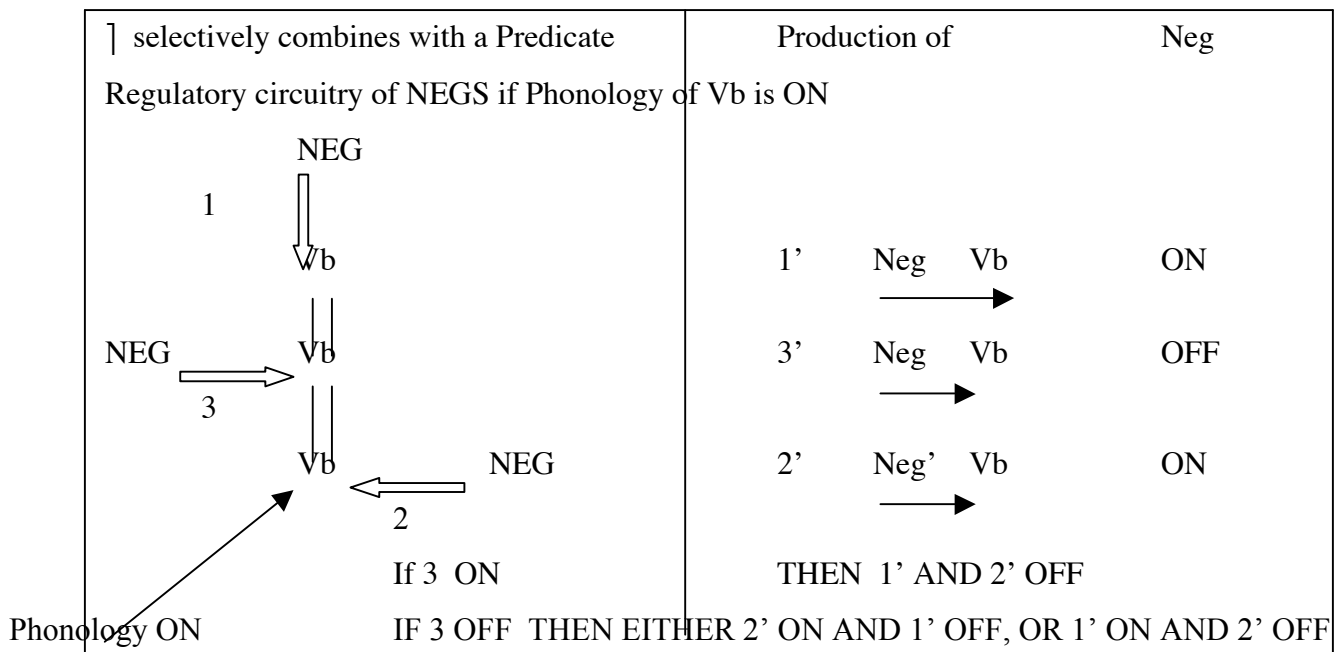 ⌉ selectively combines with a Predicate Production of Neg
Regulatory circuitry of NEGS if Phonology of Vb is ON
NEG
1
Vb 1’ Neg Vb ON
NEG Vb 3’ Neg Vb OFF
3
Vb NEG 2’ Neg’ Vb ON
2
If 3 ON THEN 1’ AND 2’ OFF
Phonology ON IF 3 OFF THEN EITHER 2’ ON AND 1’ OFF, OR 1’ ON AND 2’ OFF